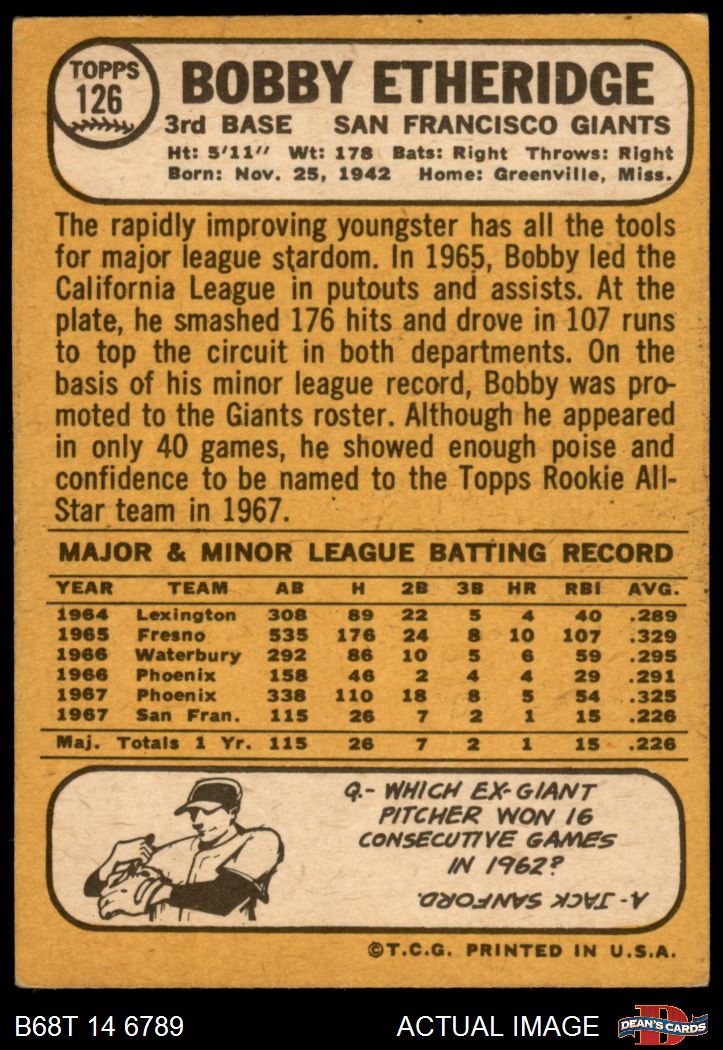 TOPPS
126
BOBBY ETHERIDGE
3rd BASE SAN FRANCISCO GIANTS
Ht: 5'11" Wt: 178 Bats: Right Throws: Right
Born: Nov. 25, 1942 Home: Greenville, Miss.
The rapidly improving youngster has all the tools
for major league stardom. In 1965, Bobby led the
California League in putouts and assists. At the
plate, he smashed 176 hits and drove in 107 runs
to top the circuit in both departments. On the
basis of his minor league record, Bobby was pro-
moted to the Giants roster. Although he appeared
in only 40 games, he showed enough poise and
confidence to be named to the Topps Rookie All-
Star team in 1967.
MAJOR & MINOR LEAGUE BATTING RECORD
YEAR TEAM AB H 2B 3B HR RBI AVG.
1964 Lexington 308 89 22 5 4 40 .289
1965 Fresno 535 176 24 8 10 107 .329
1966 Waterbury 292 86 10 5 6 59 .295
1966 Phoenix 158 46 2 4 4 29 .291
1967 Phoenix 338 110 18 8 5 54 .325
1967 San Fran. 115 26 7 2 1 15 .226
Maj. Totals 1 Yr. 115 26 7 2 1 15 .226
Q.- WHICH EX-GIANT
PITCHER WON 16
CONSECUTIVE GAMES
IN 1962?
A- JACK SANFORD.
©T.C.G. PRINTED IN U.S.A.
B68T 14 6789 ACTUAL IMAGE
D
DEAN'S CARDS